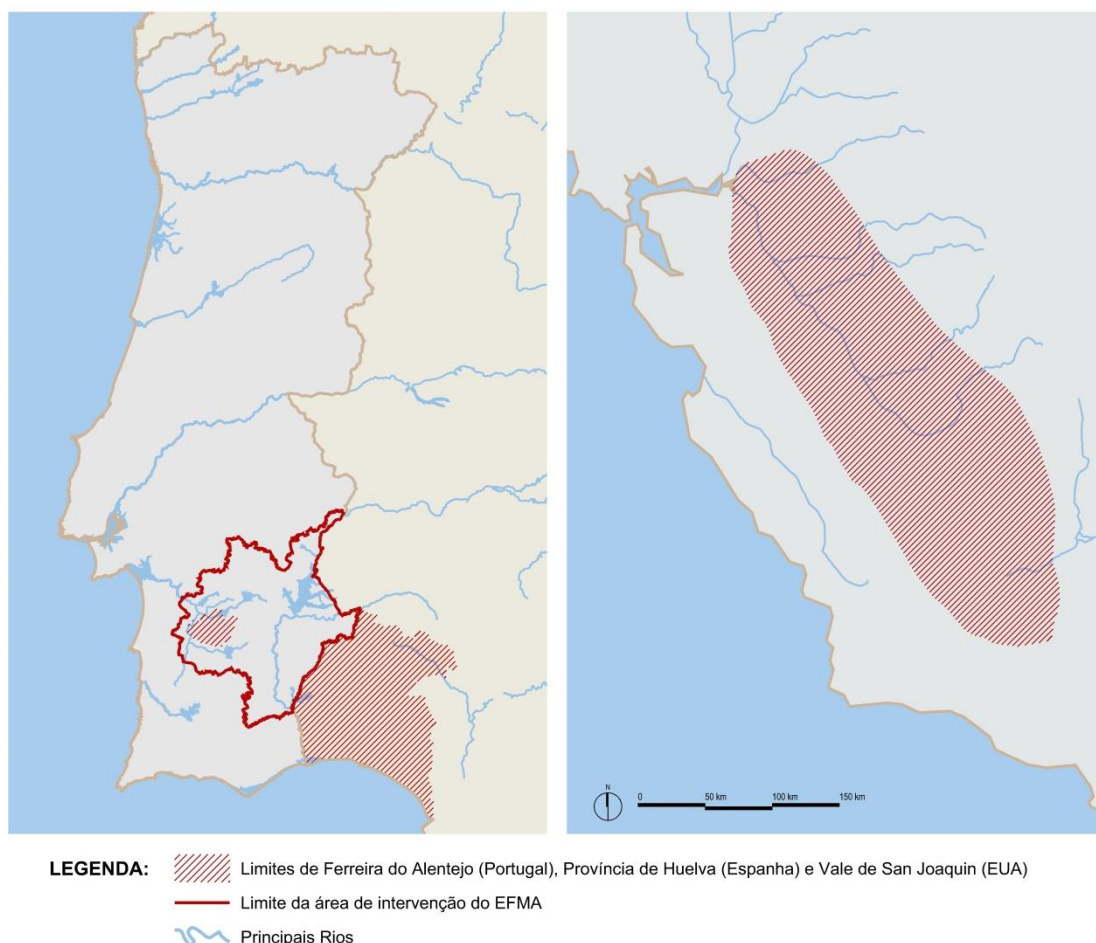 N
0
50 km
100 km
150 km
LEGENDA:
Limites de Ferreira do Alentejo (Portugal), Província de Huelva (Espanha) e Vale de San Joaquin (EUA)
Limite da área de intervenção do EFMA
Principais Rios